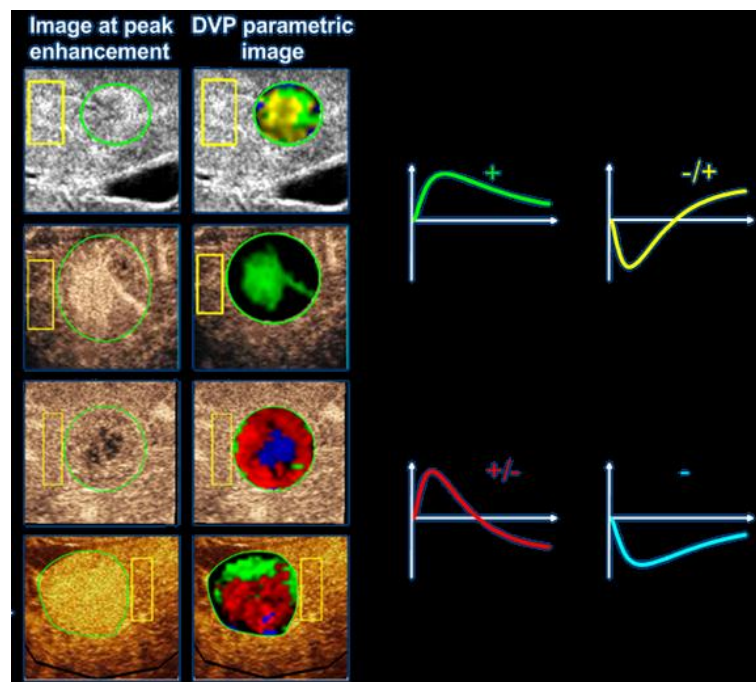 Image at peak
enhancement
DVP parametric
image
+
-/+
+/-
-